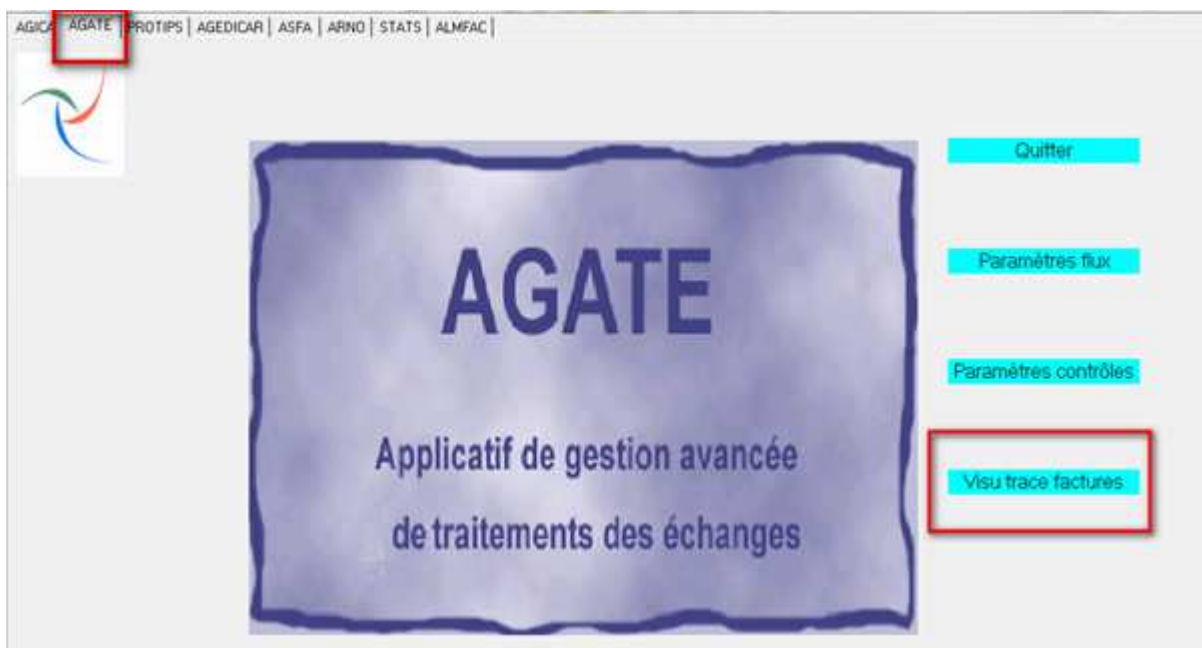 AGICA | AGATE | PROTIPS | AGEDICAR | ASFA | ARNO | STATS | ALMFAC |
Quitter
AGATE
Paramètres flux
Paramètres contrôles
Applicatif de gestion avancée
de traitements des échanges
Visu trace factures